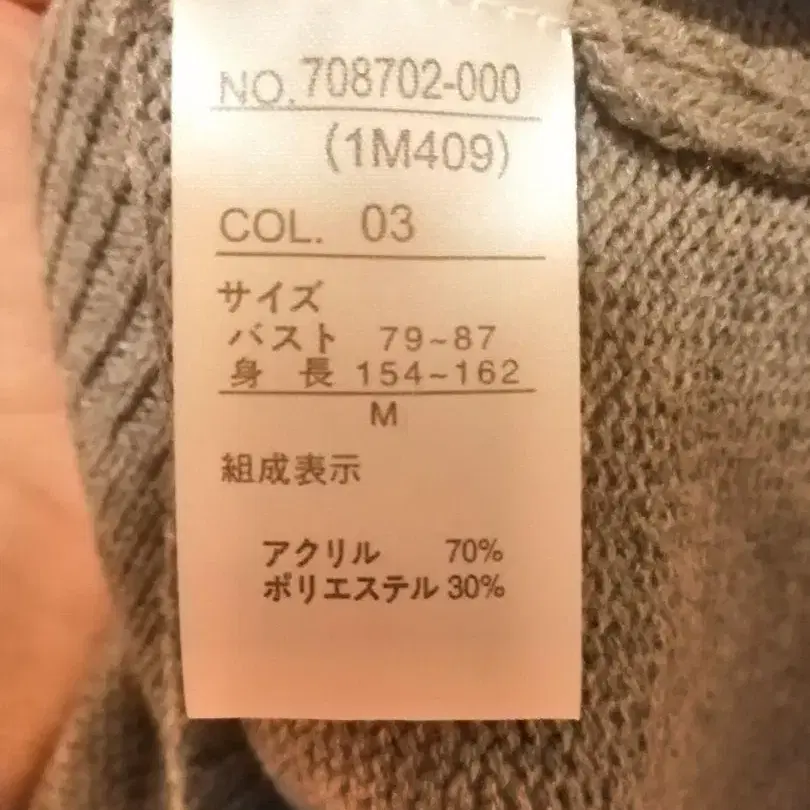 NO. 708702-000
(1M409)
COL. 03
サイズ
バスト 79~87
身 長 154~162
M
組成表示
アクリル 70%
ポリエステル 30%